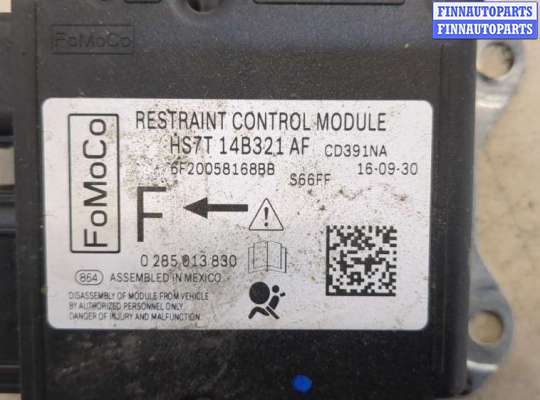 FINNAUTOPARTS
FINNAUTOPARTS
FoMoCo
FoMoCo
RESTRAINT CONTROL MODULE
HS7T 14B321 AF CD391NA
6F20058168BB S66FF 16-09-30
F
0 285 013 830
864 ASSEMBLED IN MEXICO
DISASSEMBLY OF MODULE FROM VEHICLE
BY AUTHORIZED PERSONNEL ONLY.
DANGER OF INJURY AND MALFUNCTION.